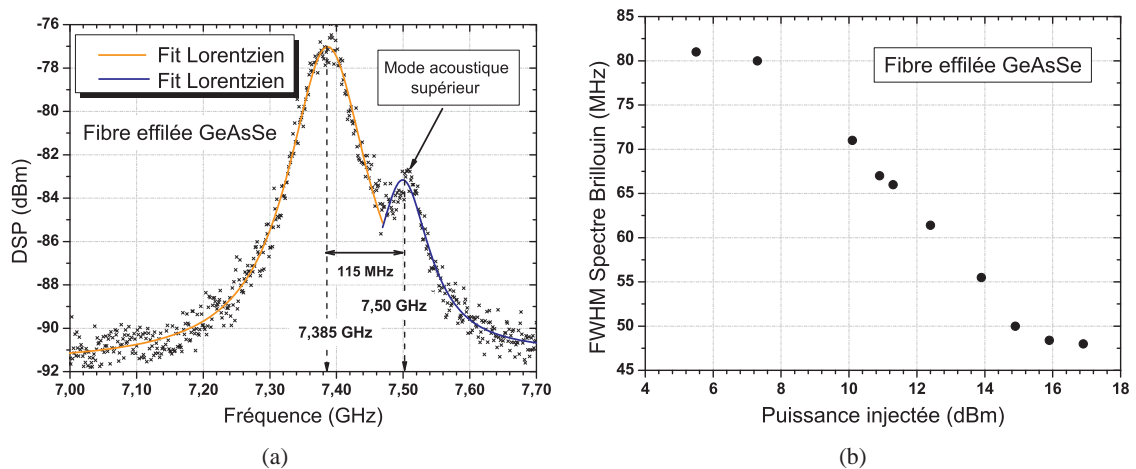 -76
-78
-80
-82
-84
-86
-88
-90
-92
DSP (dBm)
Fit Lorentzien
Fit Lorentzien
Fibre effilée GeAsSe
Mode acoustique
supérieur
115 MHz
7,50 GHz
7,385 GHz
7,00 7,10 7,20 7,30 7,40 7,50 7,60 7,70
Fréquence (GHz)
(a)
85
80
75
70
65
60
55
50
45
FWHM Spectre Brillouin (MHz)
Fibre effilée GeAsSe
4 6 8 10 12 14 16 18
Puissance injectée (dBm)
(b)